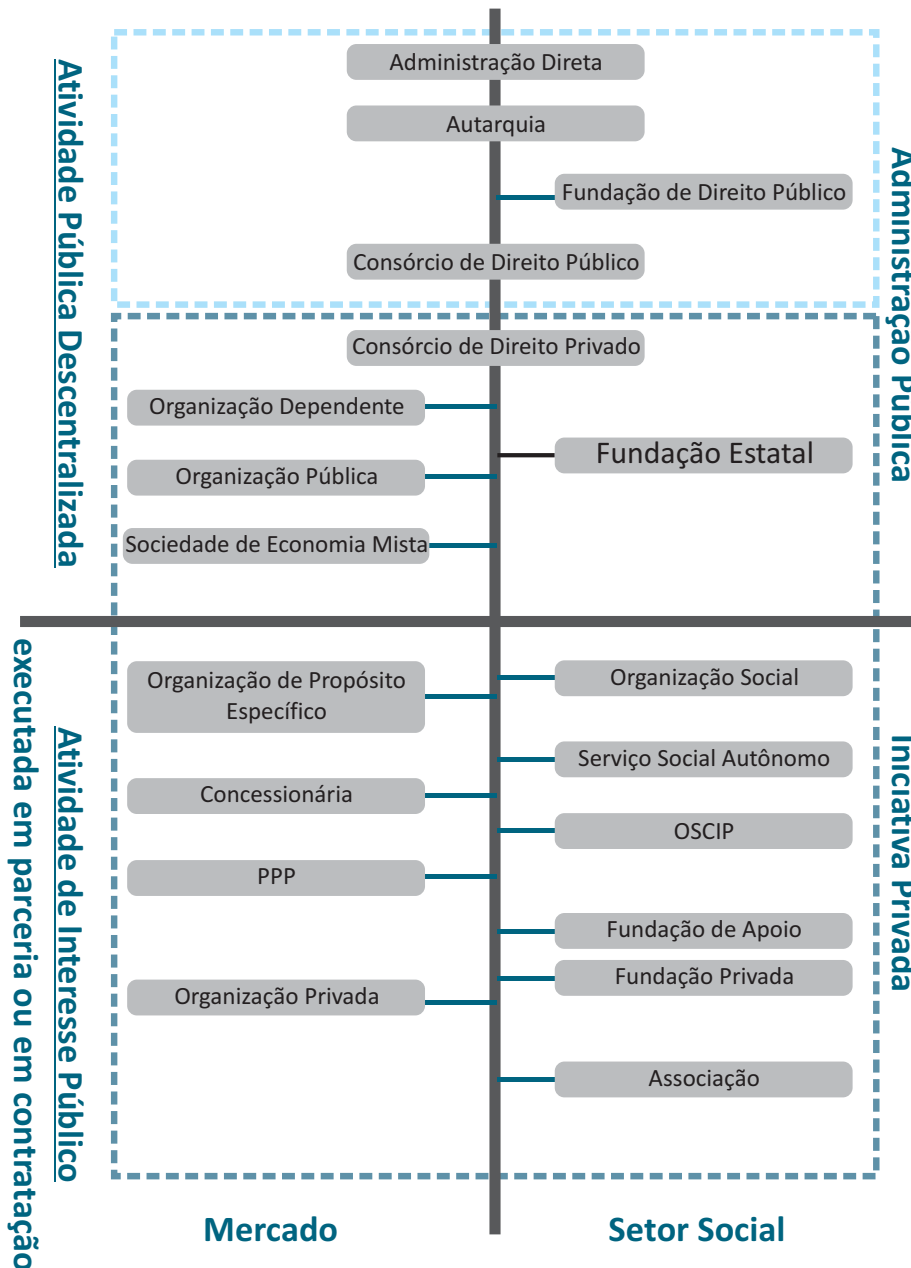 Atividade Pública Descentralizada
Administração Direta
Autarquia
Fundação de Direito Público
Consórcio de Direito Público
Administração Pública
Consórcio de Direito Privado
Organização Dependente
Fundação Estatal
Organização Pública
Sociedade de Economia Mista
Atividade de Interesse Público
executada em parceria ou em contratação
Organização de Propósito
Específico
Organização Social
Serviço Social Autônomo
Concessionária
OSCIP
PPP
Fundação de Apoio
Fundação Privada
Organização Privada
Associação
Iniciativa Privada
Mercado
Setor Social